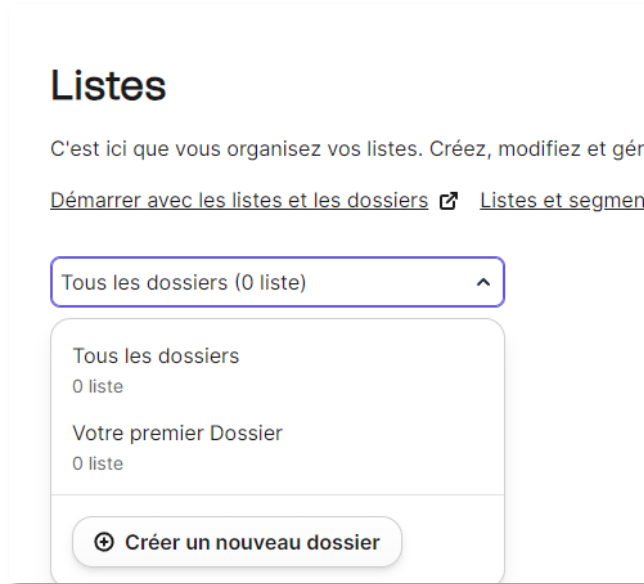 Listes
C'est ici que vous organisez vos listes. Créez, modifiez et gér
Démarrer avec les listes et les dossiers Listes et segmen
Tous les dossiers (0 liste)
Tous les dossiers
0 liste
Votre premier Dossier
0 liste
Créer un nouveau dossier